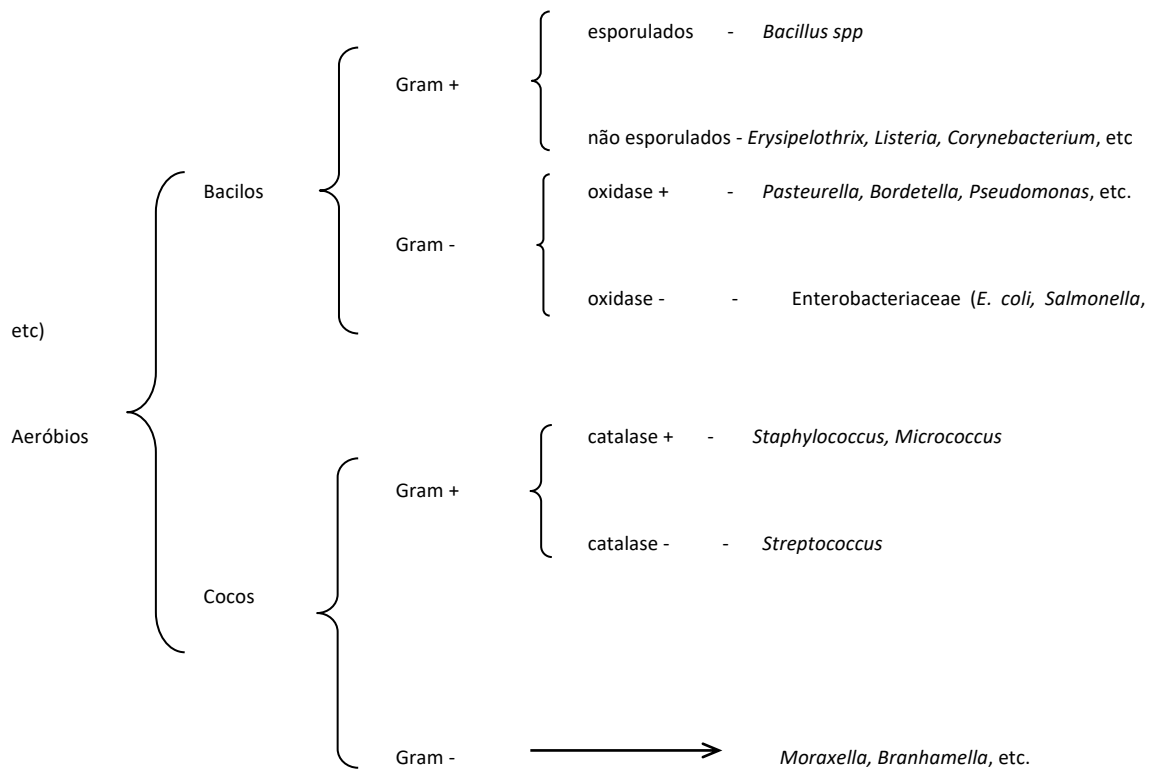 esporulados - Bacillus spp
Gram +
não esporulados - Erysipelothrix, Listeria, Corynebacterium, etc
Bacilos
oxidase + - Pasteurella, Bordetella, Pseudomonas, etc.
Gram -
oxidase - - Enterobacteriaceae (E. coli, Salmonella,
etc)
Aeróbios
catalase + - Staphylococcus, Micrococcus
Gram +
catalase - - Streptococcus
Cocos
Gram - Moraxella, Branhamella, etc.